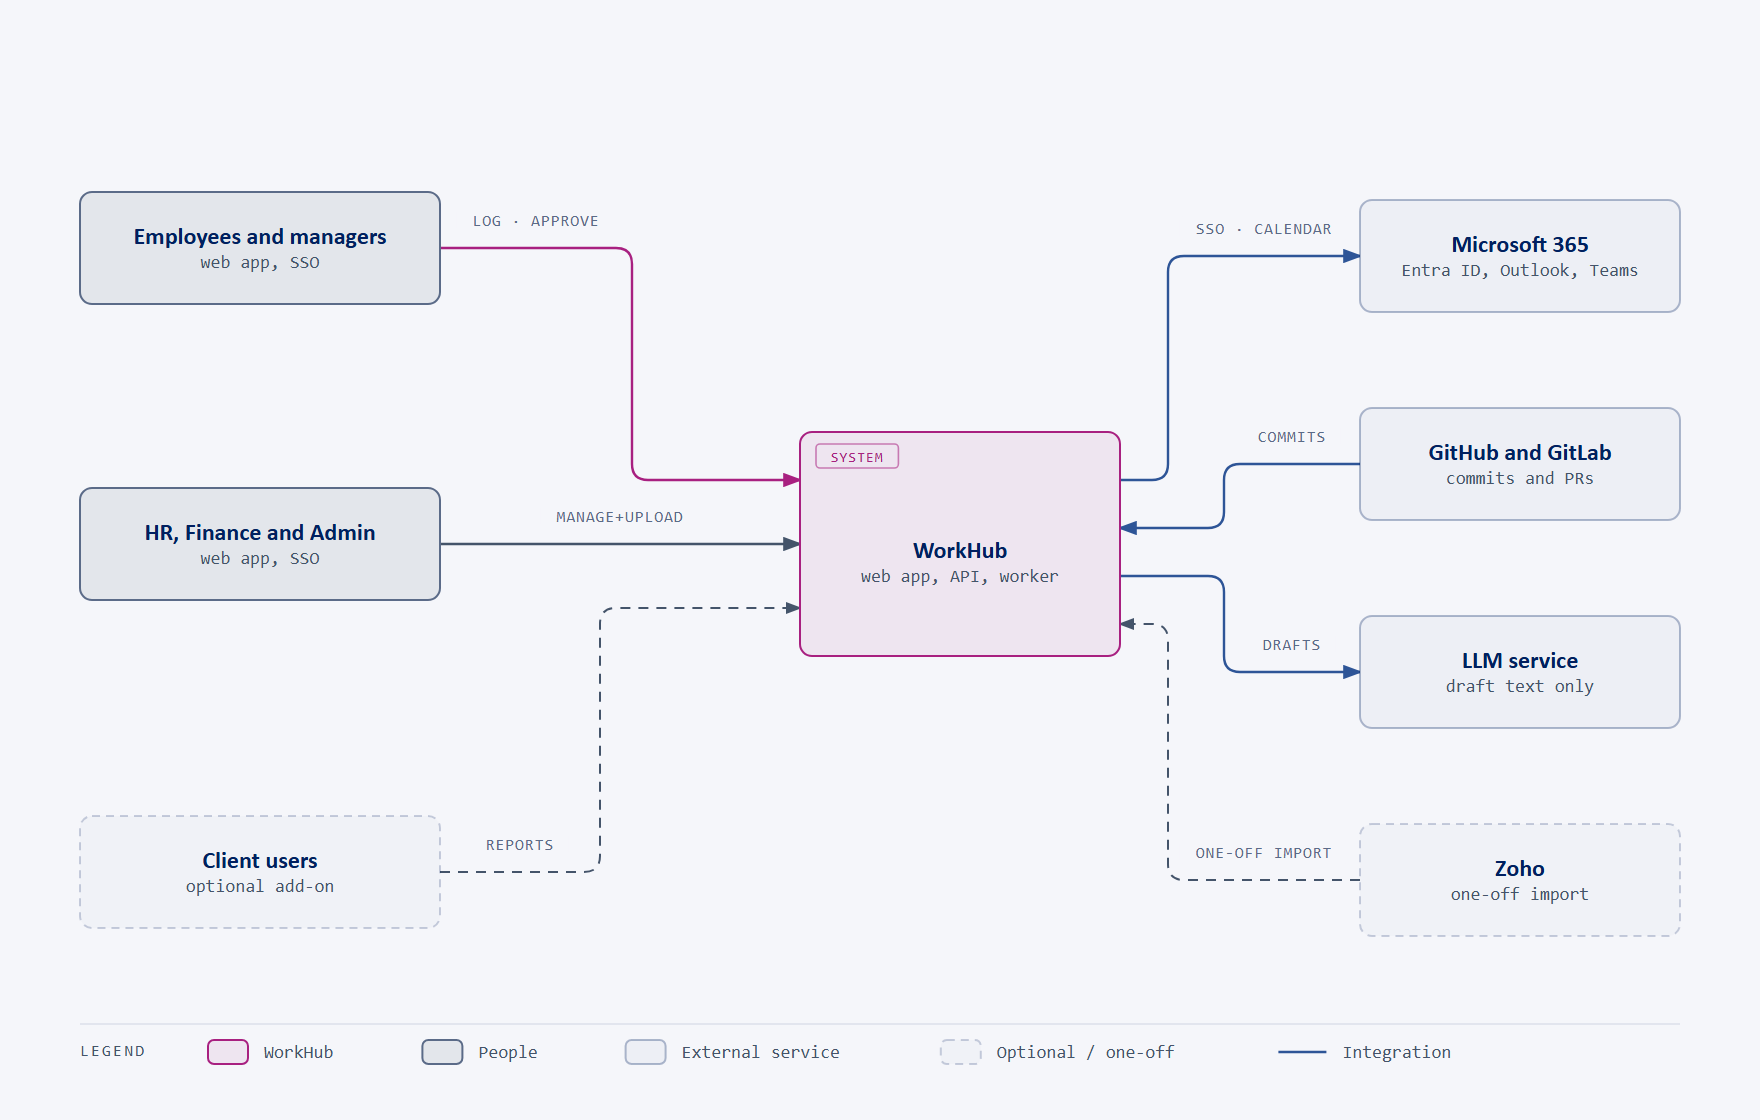 Employees and managers
web app, SSO
LOG · APPROVE
SSO · CALENDAR
Microsoft 365
Entra ID, Outlook, Teams
COMMITS
GitHub and GitLab
commits and PRs
HR, Finance and Admin
web app, SSO
MANAGE+UPLOAD
SYSTEM
WorkHub
web app, API, worker
DRAFTS
LLM service
draft text only
Client users
optional add-on
REPORTS
ONE-OFF IMPORT
Zoho
one-off import
LEGEND
WorkHub
People
External service
Optional / one-off
Integration